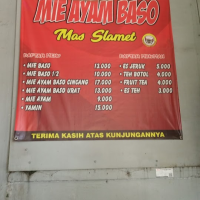 MIE AYAM BASO
Mas Slamet
DAFTAR MENU
• MIE BASO 13.000
• MIE BASO 1/2 10.000
• MIE AYAM BASO CINCANG 17.000
• MIE AYAM BASO URAT 13.000
• MIE AYAM 9.000
• YAMIN 15.000
• ES JERUK 5.000
• TEH BOTOL 4.000
• FRUIT TEA 4.000
• ES TEH 3.000
TERIMA KASIH ATAS KUNJUNGANNYA